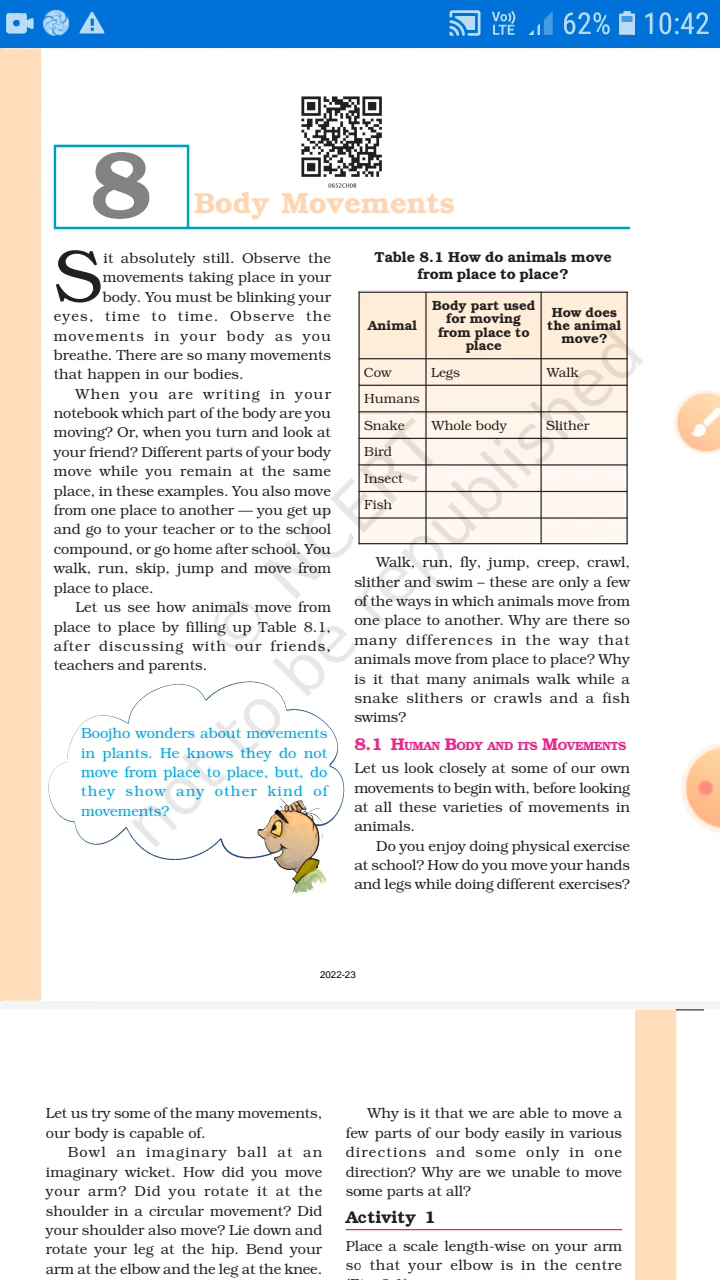 Vo))
LTE
62%
10:42
0652CH08
8
Body Movements
Sit absolutely still. Observe the
movements taking place in your
body. You must be blinking your
eyes, time to time. Observe the
movements in your body as you
breathe. There are so many movements
that happen in our bodies.
When you are writing in your
notebook which part of the body are you
moving? Or, when you turn and look at
your friend? Different parts of your body
move while you remain at the same
place, in these examples. You also move
from one place to another — you get up
and go to your teacher or to the school
compound, or go home after school. You
walk, run, skip, jump and move from
place to place.
Let us see how animals move from
place to place by filling up Table 8.1,
after discussing with our friends,
teachers and parents.
Boojho wonders about movements
in plants. He knows they do not
move from place to place, but, do
they show any other kind of
movements?
Table 8.1 How do animals move
from place to place?
Animal
Body part used
for moving
from place to
place
How does
the animal
move?
Cow Legs Walk
Humans
Snake Whole body Slither
Bird
Insect
Fish
Walk, run, fly, jump, creep, crawl,
slither and swim – these are only a few
of the ways in which animals move from
one place to another. Why are there so
many differences in the way that
animals move from place to place? Why
is it that many animals walk while a
snake slithers or crawls and a fish
swims?
8.1 HUMAN BODY AND ITS MOVEMENTS
Let us look closely at some of our own
movements to begin with, before looking
at all these varieties of movements in
animals.
Do you enjoy doing physical exercise
at school? How do you move your hands
and legs while doing different exercises?
© NCERT
not to be republished
2022-23
Let us try some of the many movements,
our body is capable of.
Bowl an imaginary ball at an
imaginary wicket. How did you move
your arm? Did you rotate it at the
shoulder in a circular movement? Did
your shoulder also move? Lie down and
rotate your leg at the hip. Bend your
arm at the elbow and the leg at the knee.
Why is it that we are able to move a
few parts of our body easily in various
directions and some only in one
direction? Why are we unable to move
some parts at all?
Activity 1
Place a scale length-wise on your arm
so that your elbow is in the centre